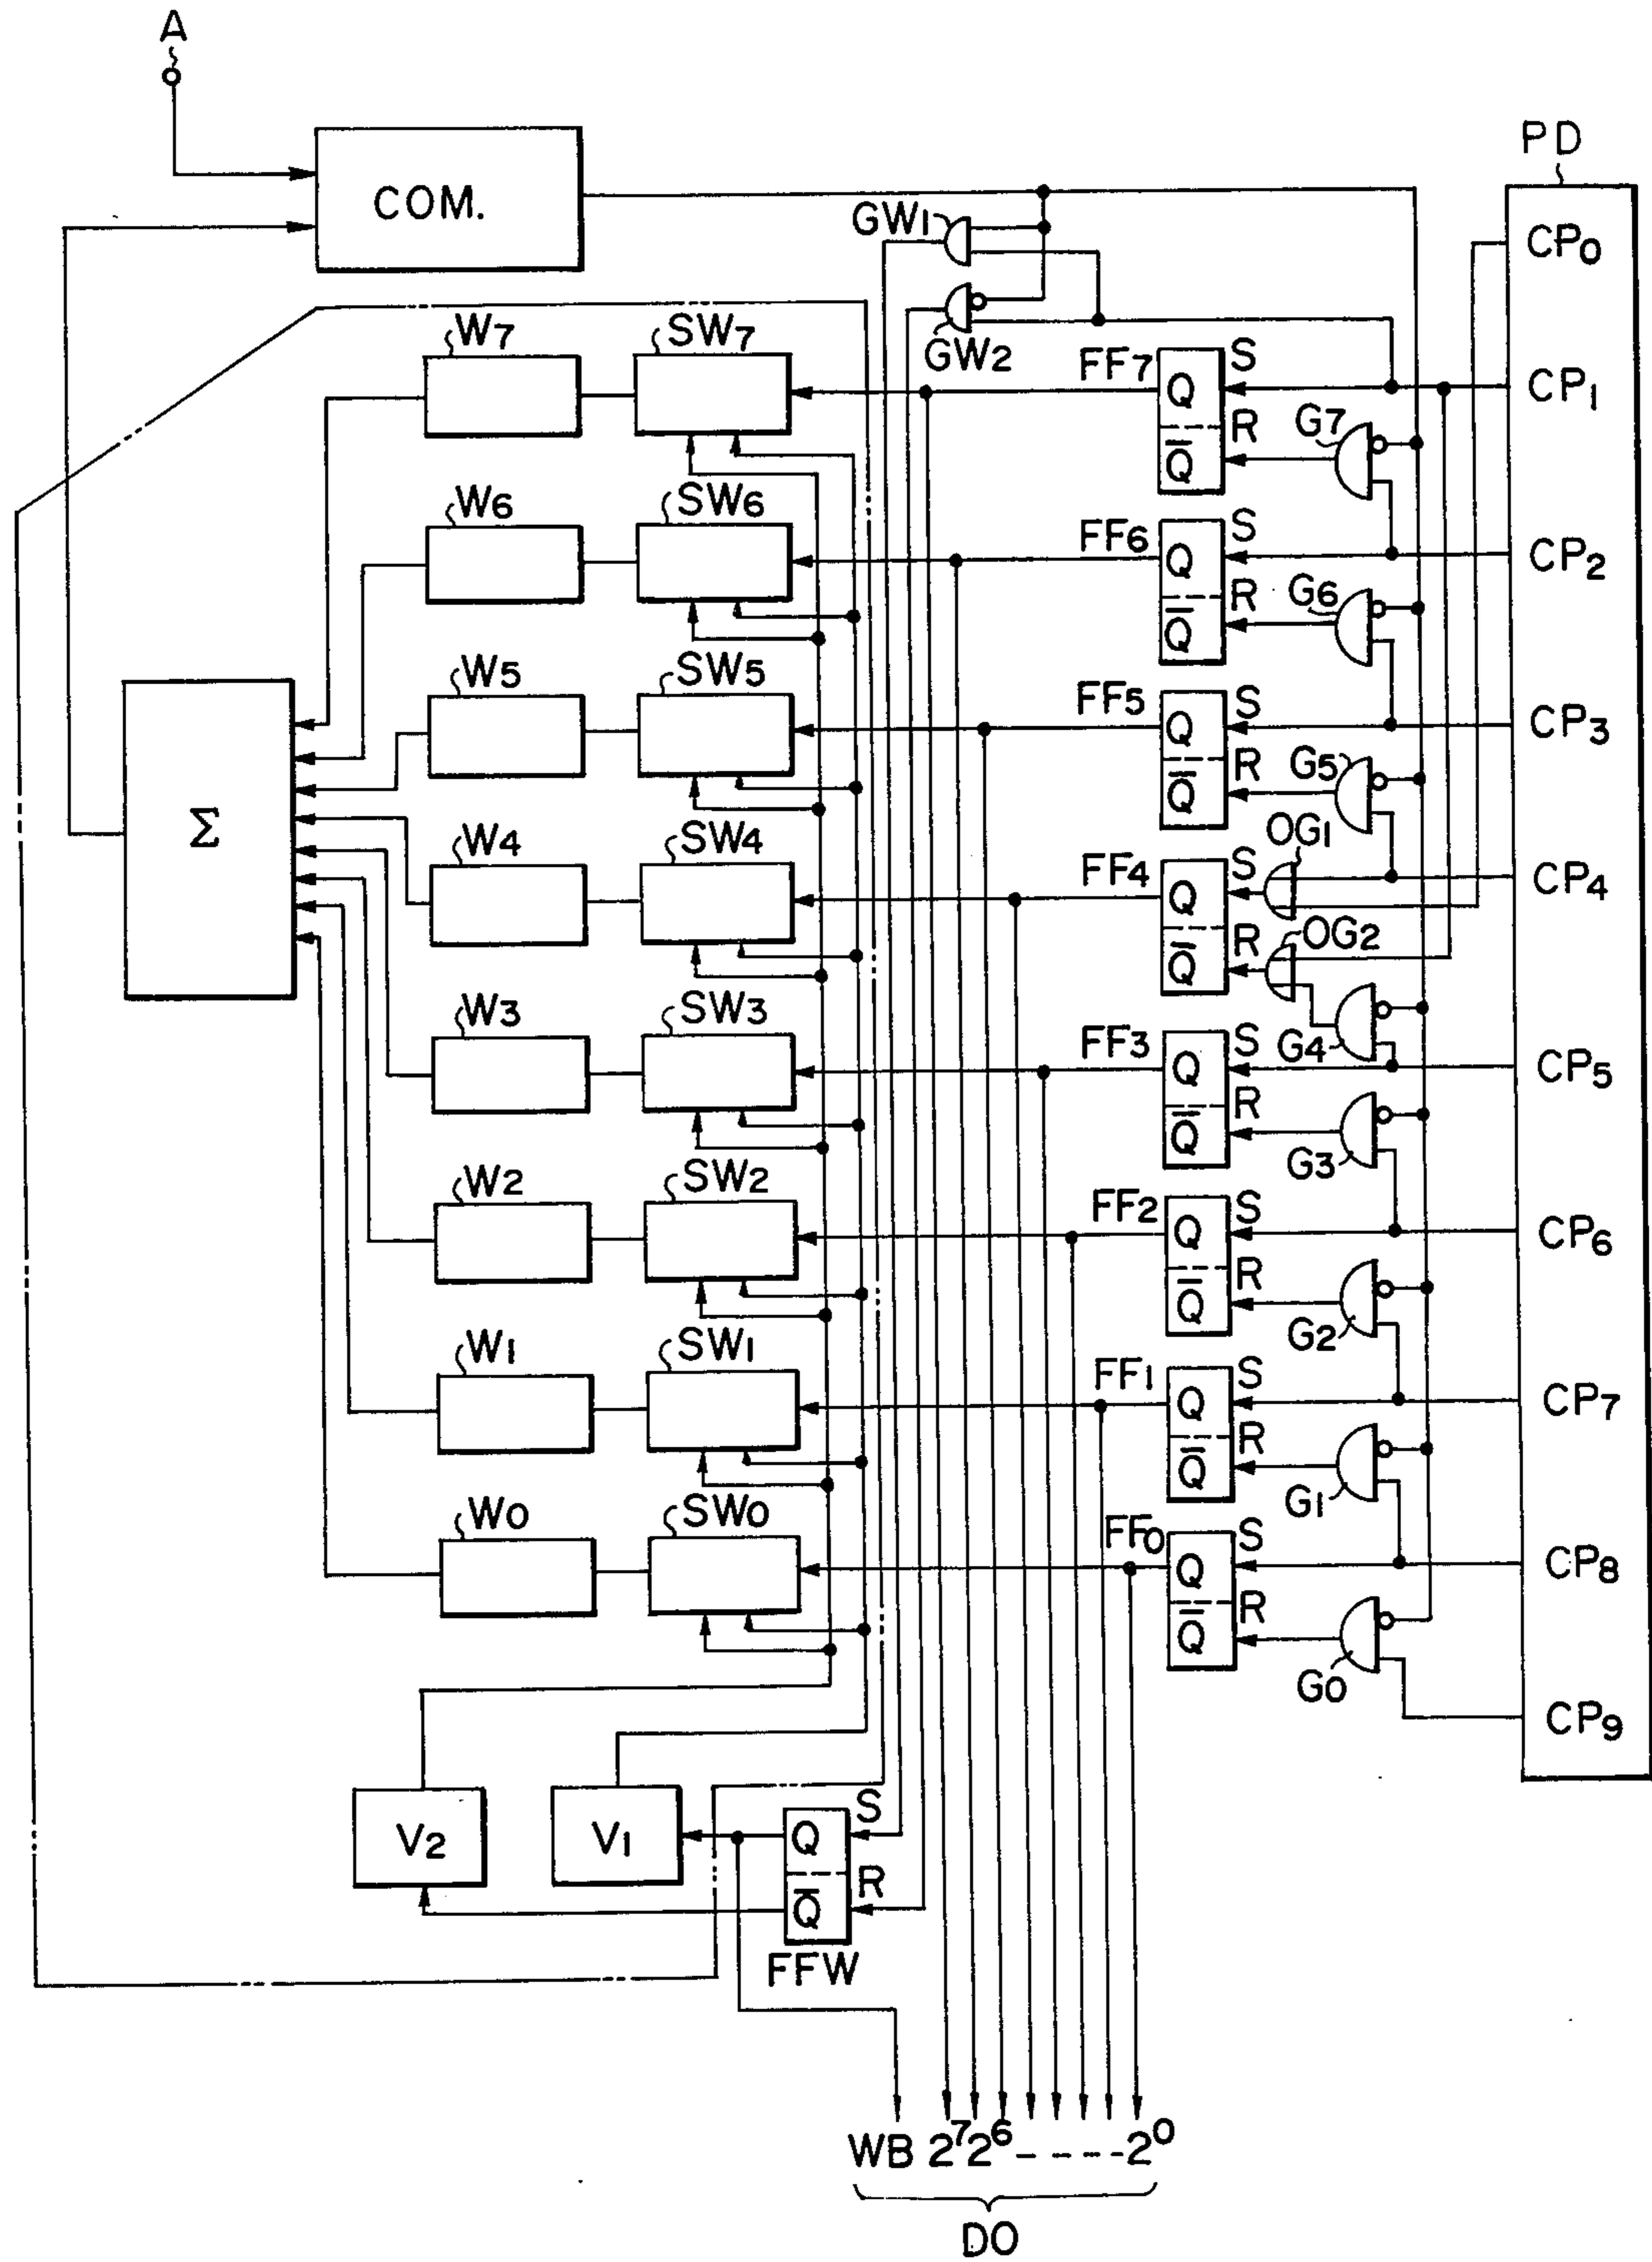 A
PD
COM.
CP0
GW1
GW2
W7
SW7
FF7
Q
Q̅
S
R
G7
CP1
W6
SW6
FF6
Q
Q̅
S
R
G6
CP2
W5
SW5
FF5
Q
Q̅
S
R
G5
CP3
Σ
W4
SW4
FF4
Q
Q̅
S
R
OG1
OG2
G4
CP4
W3
SW3
FF3
Q
Q̅
S
R
G3
CP5
W2
SW2
FF2
Q
Q̅
S
R
G2
CP6
W1
SW1
FF1
Q
Q̅
S
R
G1
CP7
W0
SW0
FF0
Q
Q̅
S
R
G0
CP8
CP9
V2
V1
Q
Q̅
S
R
FFW
WB 2⁷ 2⁶ - - - - 2⁰
DO